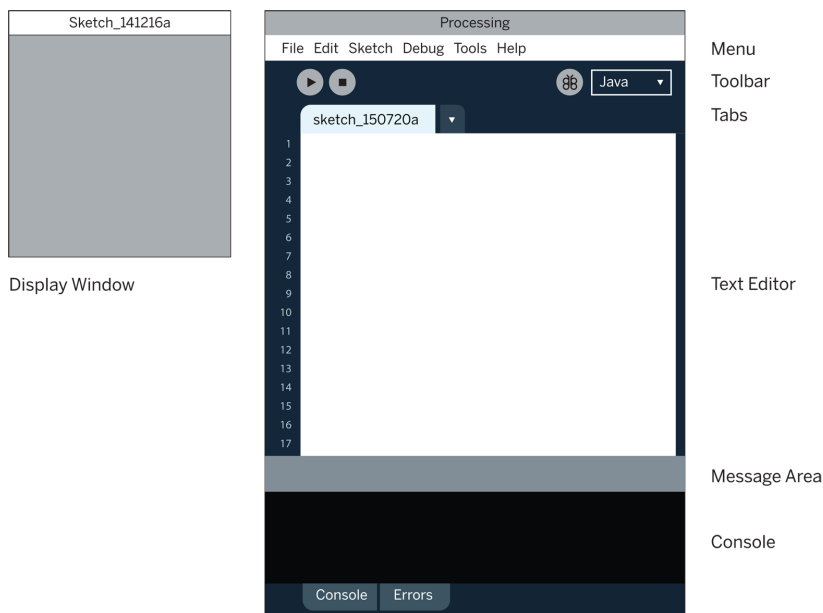 Sketch_141216a
Display Window
Processing
File Edit Sketch Debug Tools Help
Java
sketch_150720a
1
2
3
4
5
6
7
8
9
10
11
12
13
14
15
16
17
Console Errors
Menu
Toolbar
Tabs
Text Editor
Message Area
Console